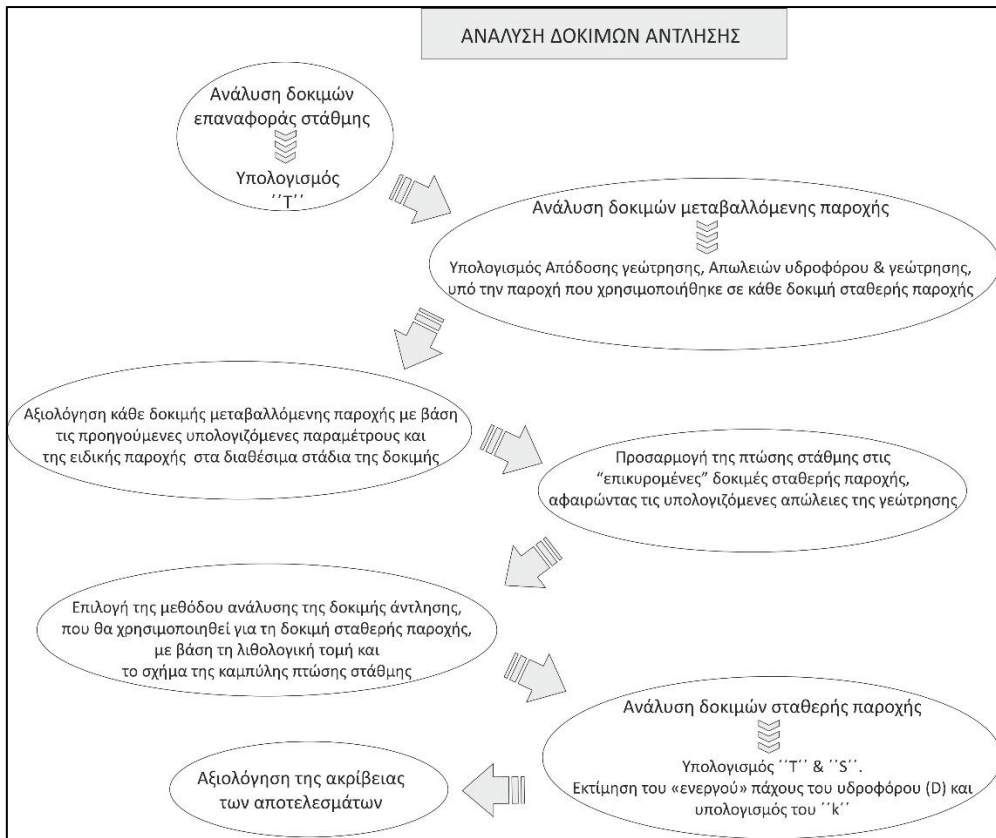 ΑΝΑΛΥΣΗ ΔΟΚΙΜΩΝ ΑΝΤΛΗΣΗΣ
Ανάλυση δοκιμών
επαναφοράς στάθμης
Υπολογισμός
΄΄Τ΄΄
Ανάλυση δοκιμών μεταβαλλόμενης παροχής
Υπολογισμός Απόδοσης γεώτρησης, Απωλειών υδροφόρου & γεώτρησης,
υπό την παροχή που χρησιμοποιήθηκε σε κάθε δοκιμή σταθερής παροχής
Αξιολόγηση κάθε δοκιμής μεταβαλλόμενης παροχής με βάση
τις προηγούμενες υπολογιζόμενες παραμέτρους και
της ειδικής παροχής στα διαθέσιμα στάδια της δοκιμής
Προσαρμογή της πτώσης στάθμης στις
“επικυρομένες” δοκιμές σταθερής παροχής,
αφαιρώντας τις υπολογιζόμενες απώλειες της γεώτρησης
Επιλογή της μεθόδου ανάλυσης της δοκιμής άντλησης,
που θα χρησιμοποιηθεί για τη δοκιμή σταθερής παροχής,
με βάση τη λιθολογική τομή και
το σχήμα της καμπύλης πτώσης στάθμης
Ανάλυση δοκιμών σταθερής παροχής
Υπολογισμός ΄΄Τ΄΄ & ΄΄S΄΄.
Εκτίμηση του «ενεργού» πάχους του υδροφόρου (D) και
υπολογισμός του ΄΄k΄΄
Αξιολόγηση της ακρίβειας
των αποτελεσμάτων